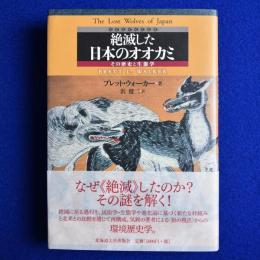 The Lost Wolves of Japan
絶滅した
日本のオオカミ
その歴史と生態学
BRETT L. WALKER
ブレット・ウォーカー 著
浜 健二 訳
なぜ《絶滅》したのか?
その謎を解く!
環境歴史学。
北海道大学出版会